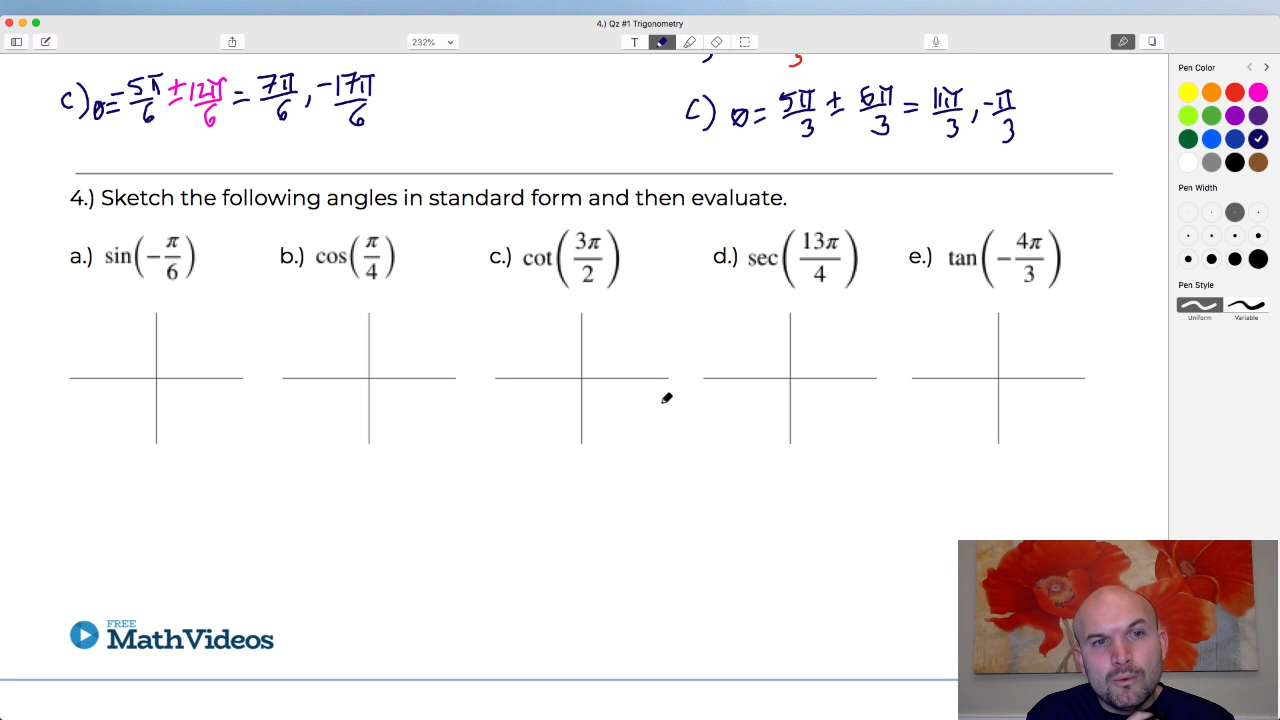 4.) Qz #1 Trigonometry
232%
T
Pen Color
Pen Width
Pen Style
Uniform Variable
c) θ = -5π/6 ± 12π/6 = 7π/6, -17π/6
c) θ = 5π/3 ± 6π/3 = 11π/3, -π/3
4.) Sketch the following angles in standard form and then evaluate.
a.) sin(-π/6) b.) cos(π/4) c.) cot(3π/2) d.) sec(13π/4) e.) tan(-4π/3)
FREE
MathVideos